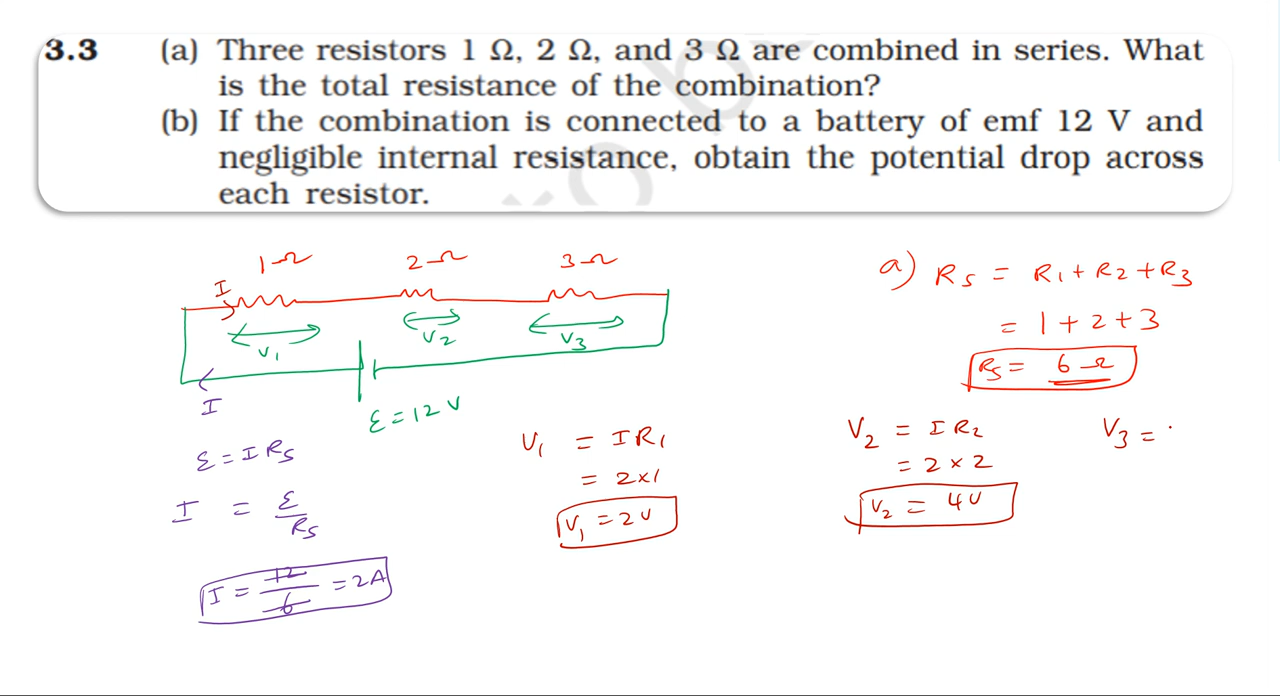 3.3 (a) Three resistors 1 Ω, 2 Ω, and 3 Ω are combined in series. What
is the total resistance of the combination?
(b) If the combination is connected to a battery of emf 12 V and
negligible internal resistance, obtain the potential drop across
each resistor.
1Ω 2Ω 3Ω
I
V₁ V₂ V₃
I
ε = 12 V
ε = I Rs
I = ε/Rs
I = 12/6 = 2A
a) Rs = R₁ + R₂ + R₃
= 1 + 2 + 3
Rs = 6 Ω
V₁ = I R₁
= 2×1
V₁ = 2V
V₂ = I R₂
= 2 × 2
V₂ = 4V
V₃ =